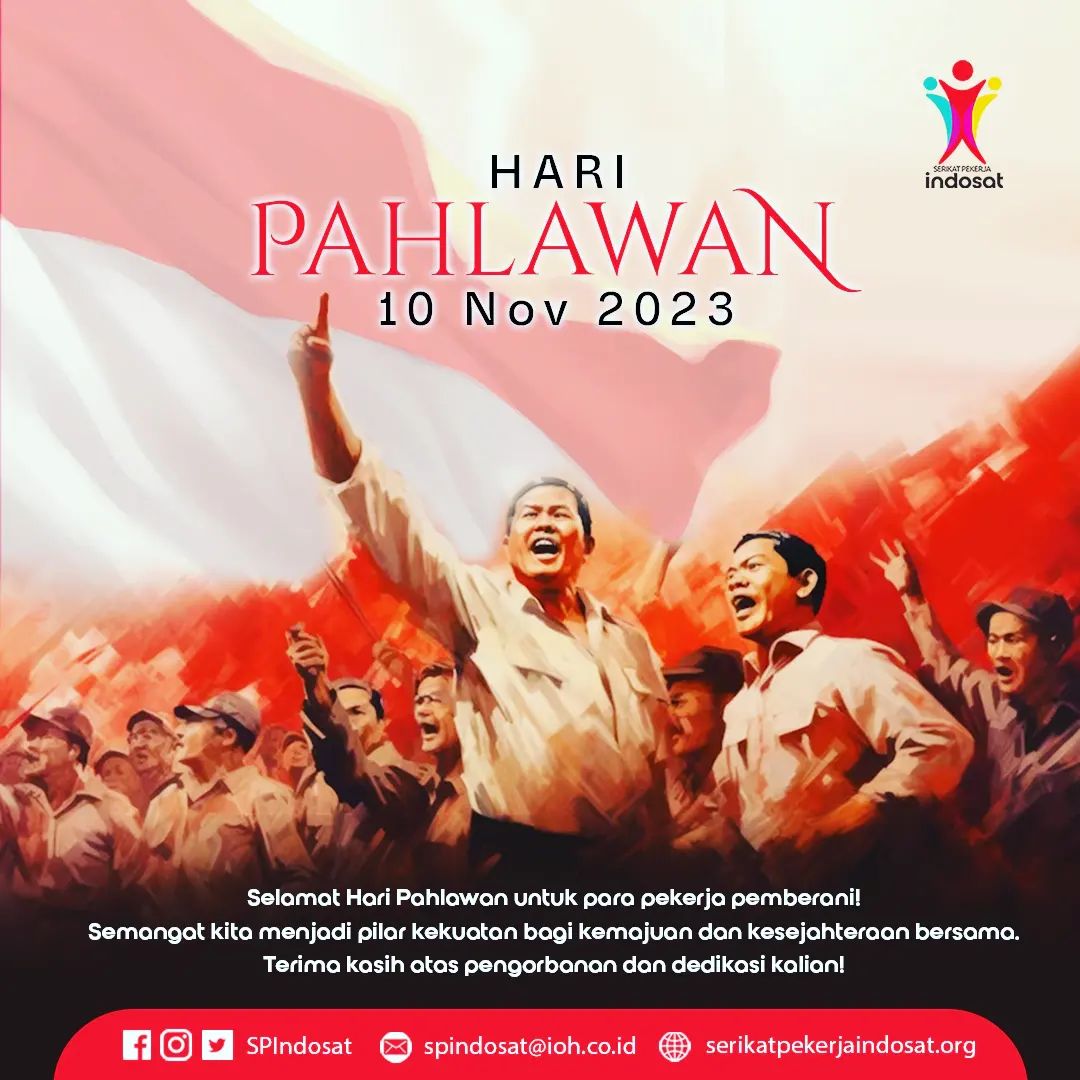 SERIKAT PEKERJA
indosat
HARI
PAHLAWAN
10 Nov 2023
Selamat Hari Pahlawan untuk para pekerja pemberani!
Semangat kita menjadi pilar kekuatan bagi kemajuan dan kesejahteraan bersama.
Terima kasih atas pengorbanan dan dedikasi kalian!
SPIndosat spindosat@ioh.co.id serikatpekerjaindosat.org